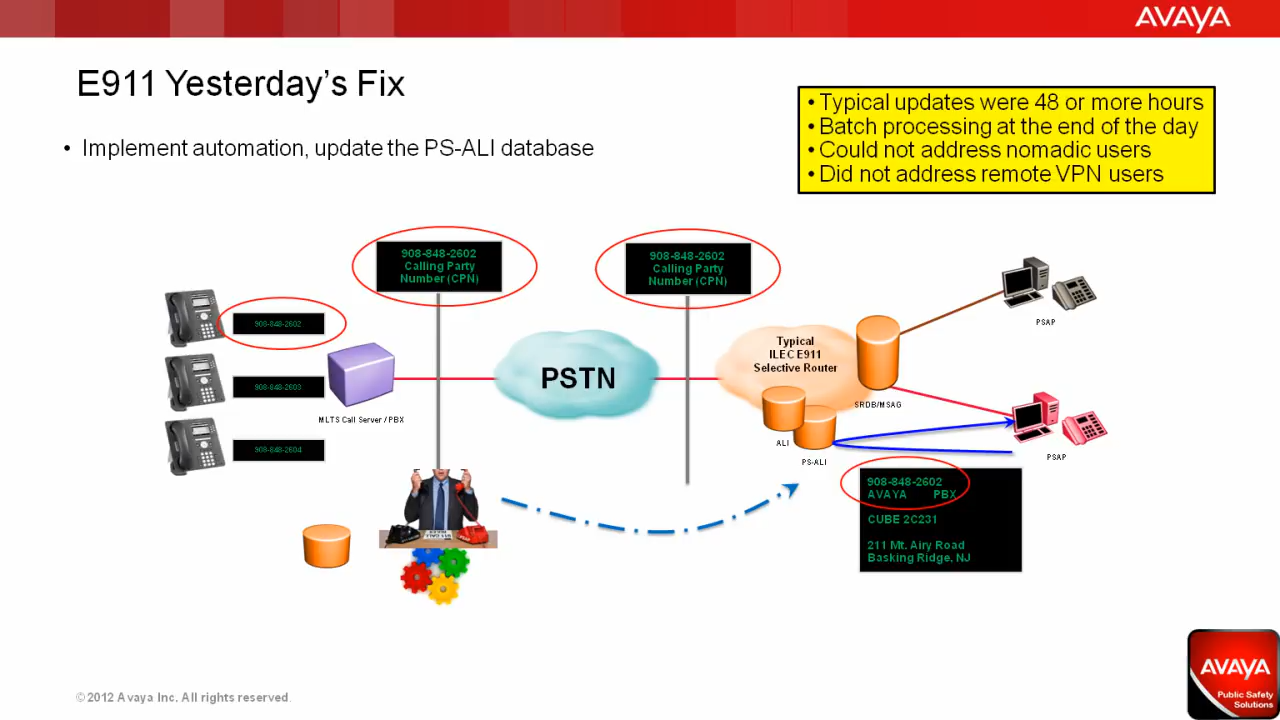 AVAYA
E911 Yesterday's Fix
• Typical updates were 48 or more hours
• Batch processing at the end of the day
• Could not address nomadic users
• Did not address remote VPN users
• Implement automation, update the PS-ALI database
908-848-2602
Calling Party
Number (CPN)
908-848-2602
Calling Party
Number (CPN)
908-848-2602
908-848-2603
908-848-2604
MLTS Call Server / PBX
PSTN
Typical
ILEC E911
Selective Router
SRDB/MSAG
ALI
PS-ALI
PSAP
PSAP
908-848-2602
AVAYA PBX
CUBE 2C231
211 Mt. Airy Road
Basking Ridge, NJ
©2012 Avaya Inc. All rights reserved.
AVAYA
Public Safety
Solutions